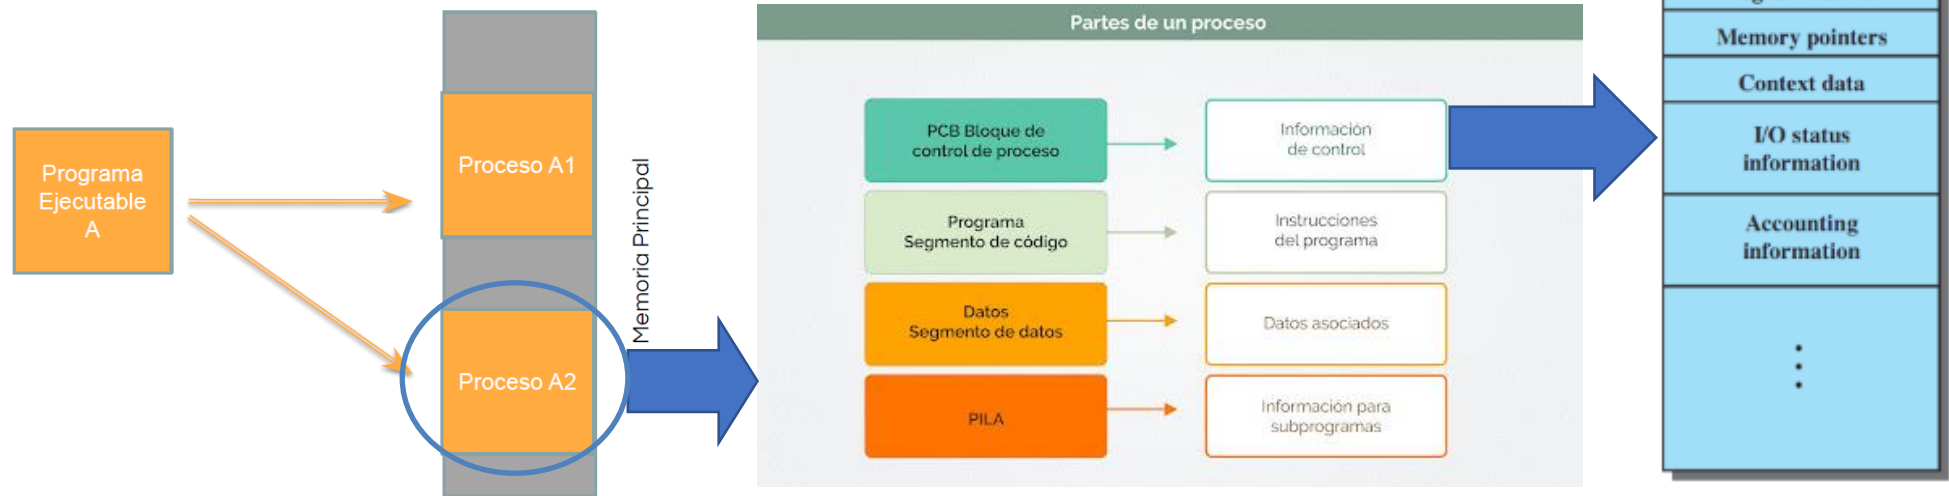 Programa
Ejecutable
A
Proceso A1
Proceso A2
Memoria Principal
Partes de un proceso
PCB Bloque de
control de proceso
Información
de control
Programa
Segmento de código
Instrucciones
del programa
Datos
Segmento de datos
Datos asociados
PILA
Información para
subprogramas
Memory pointers
Context data
I/O status
information
Accounting
information